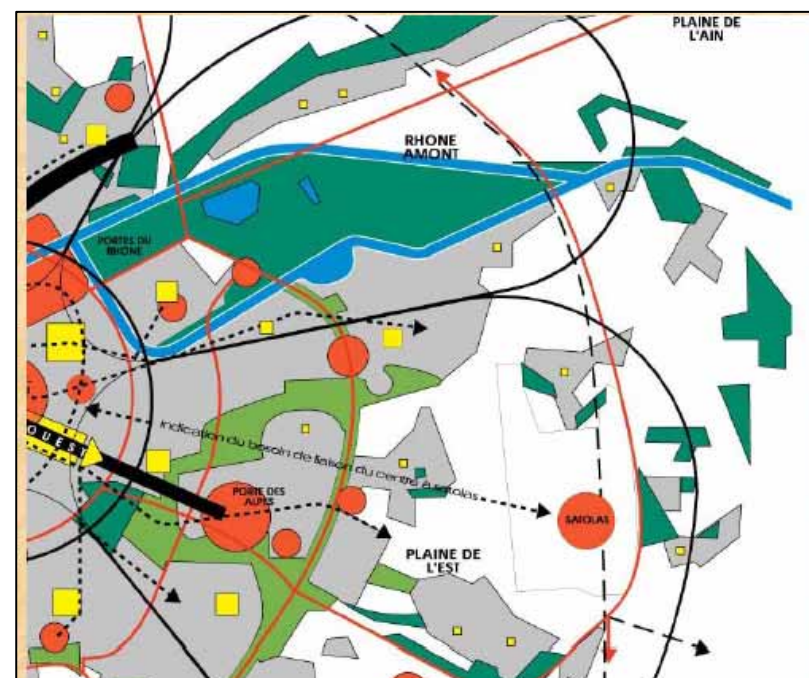 PLAINE DE
L'AIN
RHONE
AMONT
PORTES DU
RHÔNE
OUEST
indication du besoin de liaison du centre à satolas
PORTE DES
ALPES
SATOLAS
PLAINE DE
L'EST